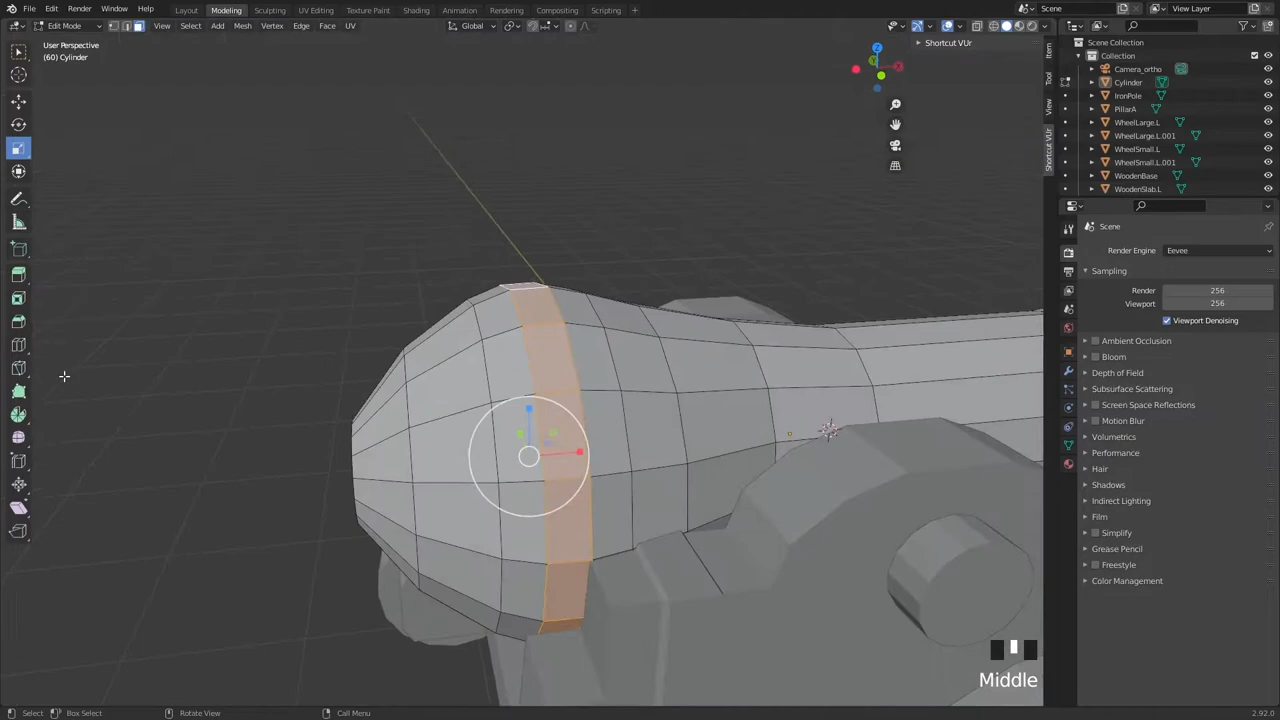 File Edit Render Window Help
Layout Modeling Sculpting UV Editing Texture Paint Shading Animation Rendering Compositing Scripting +
Scene
View Layer
Edit Mode
View Select Add Mesh Vertex Edge Face UV
Global
User Perspective
(60) Cylinder
Shortcut VUr
Z
Y
Item
Tool
View
Shortcut VUr
Scene Collection
Collection
Camera_ortho
Cylinder
IronPole
PillarA
WheelLarge.L
WheelLarge.L.001
WheelSmall.L
WheelSmall.L.001
WoodenBase
WoodenSlab.L
Scene
Render Engine Eevee
Sampling
Render 256
Viewport 256
Viewport Denoising
Ambient Occlusion
Bloom
Depth of Field
Subsurface Scattering
Screen Space Reflections
Motion Blur
Volumetrics
Performance
Hair
Shadows
Indirect Lighting
Film
Simplify
Grease Pencil
Freestyle
Color Management
Middle
Select Box Select Rotate View Call Menu
2.92.0